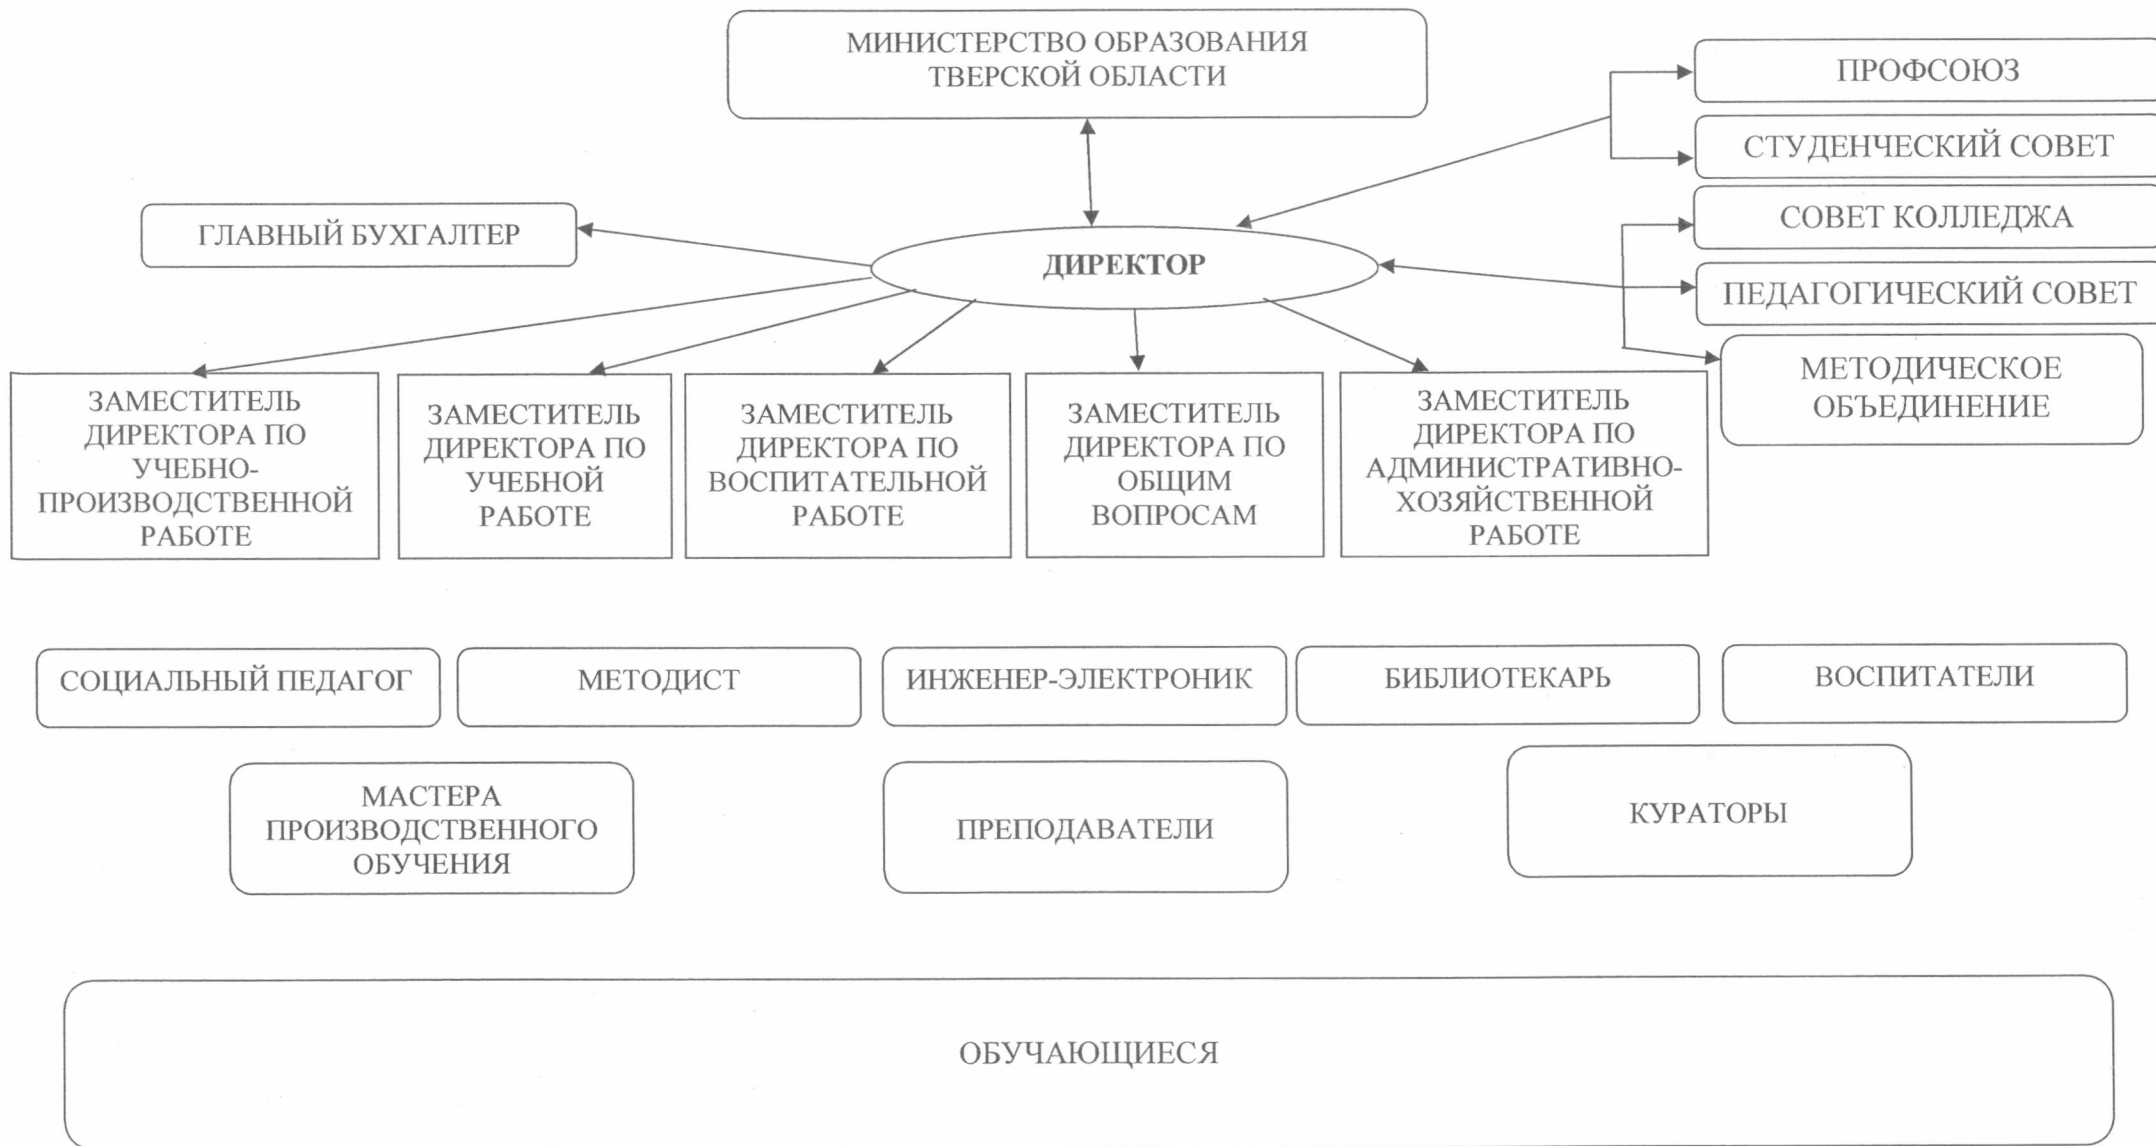 МИНИСТЕРСТВО ОБРАЗОВАНИЯ
ТВЕРСКОЙ ОБЛАСТИ
ПРОФСОЮЗ
СТУДЕНЧЕСКИЙ СОВЕТ
ГЛАВНЫЙ БУХГАЛТЕР
СОВЕТ КОЛЛЕДЖА
ДИРЕКТОР
ПЕДАГОГИЧЕСКИЙ СОВЕТ
МЕТОДИЧЕСКОЕ
ОБЪЕДИНЕНИЕ
ЗАМЕСТИТЕЛЬ
ДИРЕКТОРА ПО
УЧЕБНО-
ПРОИЗВОДСТВЕННОЙ
РАБОТЕ
ЗАМЕСТИТЕЛЬ
ДИРЕКТОРА ПО
УЧЕБНОЙ
РАБОТЕ
ЗАМЕСТИТЕЛЬ
ДИРЕКТОРА ПО
ВОСПИТАТЕЛЬНОЙ
РАБОТЕ
ЗАМЕСТИТЕЛЬ
ДИРЕКТОРА ПО
ОБЩИМ
ВОПРОСАМ
ЗАМЕСТИТЕЛЬ
ДИРЕКТОРА ПО
АДМИНИСТРАТИВНО-
ХОЗЯЙСТВЕННОЙ
РАБОТЕ
СОЦИАЛЬНЫЙ ПЕДАГОГ
МЕТОДИСТ
ИНЖЕНЕР-ЭЛЕКТРОНИК
БИБЛИОТЕКАРЬ
ВОСПИТАТЕЛИ
МАСТЕРА
ПРОИЗВОДСТВЕННОГО
ОБУЧЕНИЯ
ПРЕПОДАВАТЕЛИ
КУРАТОРЫ
ОБУЧАЮЩИЕСЯ